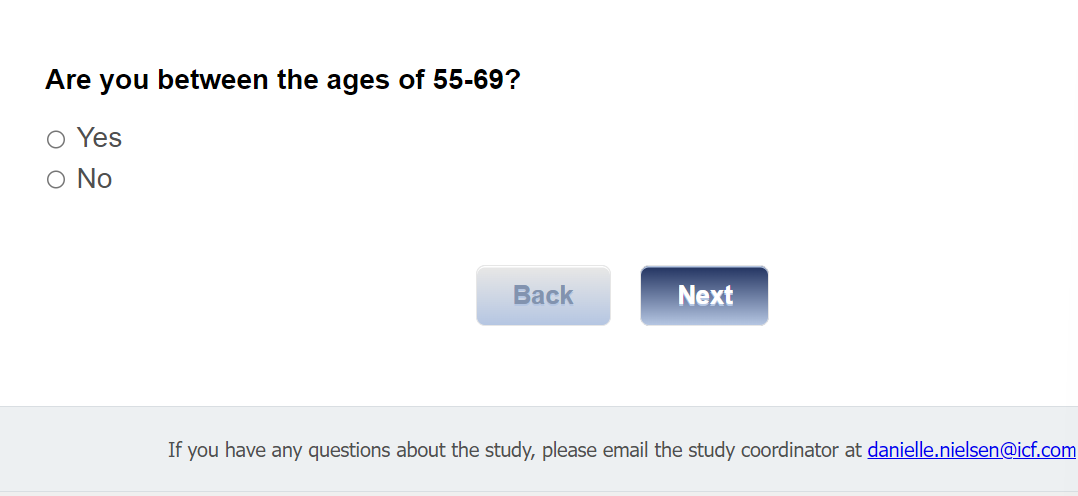 Are you between the ages of 55-69?
Yes
No
Back Next
If you have any questions about the study, please email the study coordinator at danielle.nielsen@icf.com